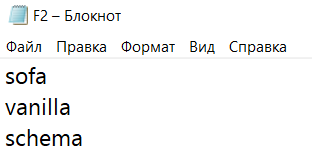 F2 – Блокнот
Файл Правка Формат Вид Справка
sofa
vanilla
schema